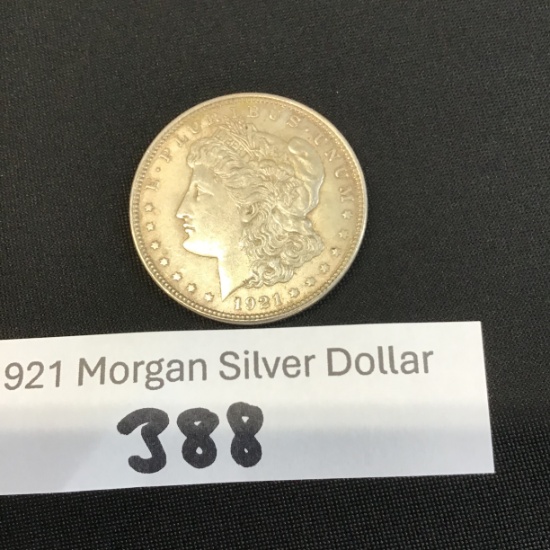 E · PLURIBUS · UNUM
1921
921 Morgan Silver Dollar
388